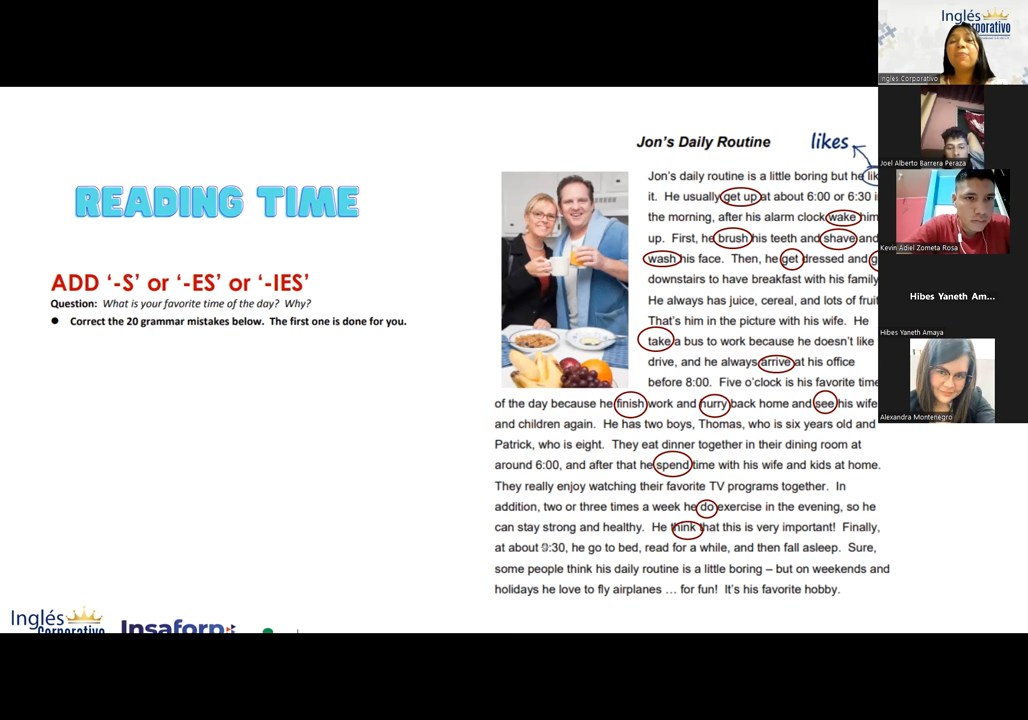 Inglés
Corporativo
Ingles Corporativo
Joel Alberto Barrera Peraza
Kevin Adiel Zometa Rosa
Hibes Yaneth Am...
Hibes Yaneth Amaya
Alexandra Montenegro
READING TIME
ADD '-S' or '-ES' or '-IES'
Question: What is your favorite time of the day? Why?
● Correct the 20 grammar mistakes below. The first one is done for you.
Jon's Daily Routine
likes
Jon's daily routine is a little boring but he
it. He usually get up at about 6:00 or 6:30
the morning, after his alarm clock wake him
up. First, he brush his teeth and shave and
wash his face. Then, he get dressed and
downstairs to have breakfast with his family
He always has juice, cereal, and lots of fruit
That's him in the picture with his wife. He
take a bus to work because he doesn't like
drive, and he always arrive at his office
before 8:00. Five o'clock is his favorite time
of the day because he finish work and hurry back home and see his wife
and children again. He has two boys, Thomas, who is six years old and
Patrick, who is eight. They eat dinner together in their dining room at
around 6:00, and after that he spend time with his wife and kids at home.
They really enjoy watching their favorite TV programs together. In
addition, two or three times a week he do exercise in the evening, so he
can stay strong and healthy. He think that this is very important! Finally,
at about 9:30, he go to bed, read for a while, and then fall asleep. Sure,
some people think his daily routine is a little boring – but on weekends and
holidays he love to fly airplanes … for fun! It's his favorite hobby.
Inglés
Corporativo
Insaforp